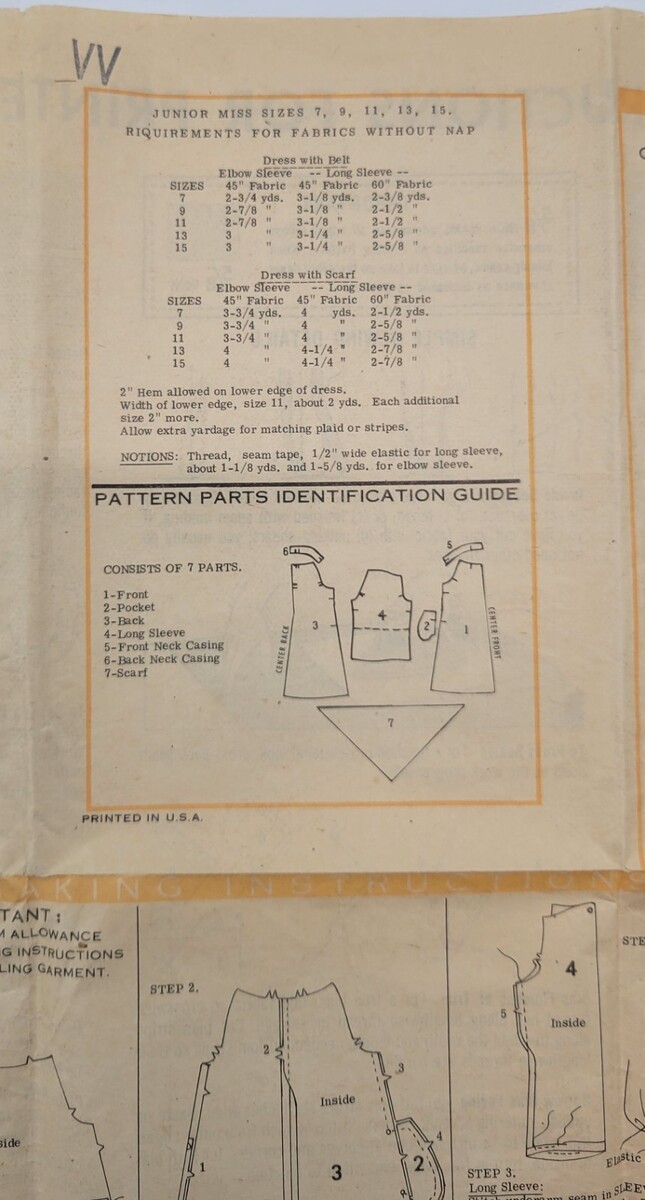 VV
JUNIOR MISS SIZES 7, 9, 11, 13, 15.
RIQUIREMENTS FOR FABRICS WITHOUT NAP
Dress with Belt
Elbow Sleeve -- Long Sleeve --
SIZES 45" Fabric 45" Fabric 60" Fabric
7 2-3/4 yds. 3-1/8 yds. 2-3/8 yds.
9 2-7/8 " 3-1/8 " 2-1/2 "
11 2-7/8 " 3-1/8 " 2-1/2 "
13 3 " 3-1/4 " 2-5/8 "
15 3 " 3-1/4 " 2-5/8 "
Dress with Scarf
Elbow Sleeve -- Long Sleeve --
SIZES 45" Fabric 45" Fabric 60" Fabric
7 3-3/4 yds. 4 yds. 2-1/2 yds.
9 3-3/4 " 4 " 2-5/8 "
11 3-3/4 " 4 " 2-5/8 "
13 4 " 4-1/4 " 2-7/8 "
15 4 " 4-1/4 " 2-7/8 "
2" Hem allowed on lower edge of dress.
Width of lower edge, size 11, about 2 yds. Each additional
size 2" more.
Allow extra yardage for matching plaid or stripes.
NOTIONS: Thread, seam tape, 1/2" wide elastic for long sleeve,
about 1-1/8 yds. and 1-5/8 yds. for elbow sleeve.
PATTERN PARTS IDENTIFICATION GUIDE
CONSISTS OF 7 PARTS.
1-Front
2-Pocket
3-Back
4-Long Sleeve
5-Front Neck Casing
6-Back Neck Casing
7-Scarf
6
5
3
4
2
1
CENTER BACK
CENTER FRONT
7
PRINTED IN U.S.A.
AKING INSTRUCTIONS
TANT:
M ALLOWANCE
G INSTRUCTIONS
LING GARMENT.
side
STEP 2.
2
3
Inside
1
4
2
3
4
5
Inside
Elastic
STEP 3.
Long Sleeve:
underarm seam in SLEE
STE